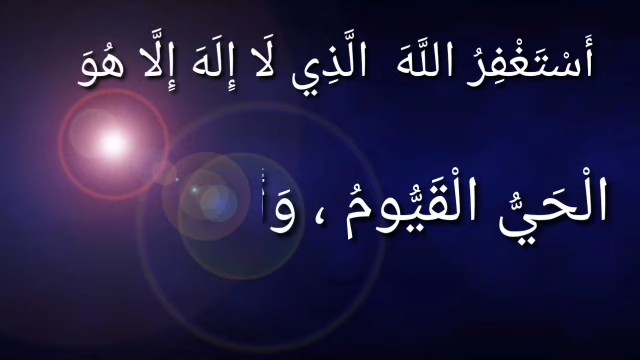 أَسْتَغْفِرُ اللَّهَ الَّذِي لَا إِلَهَ إِلَّا هُوَ
الْحَيُّ الْقَيُّومُ ، وَأ